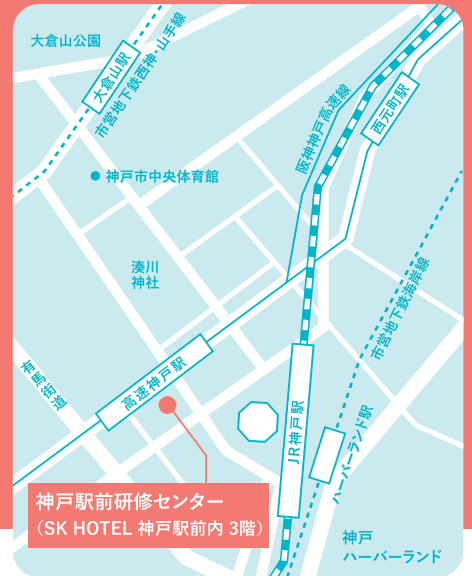 大倉山公園
大倉山駅
市営地下鉄西神・山手線
阪神神戸高速線
西元町駅
神戸市中央体育館
湊川
神社
市営地下鉄海岸線
有馬街道
高速神戸駅
JR神戸駅
ハーバーランド駅
神戸駅前研修センター
（SK HOTEL 神戸駅前内 3階）
神戸
ハーバーランド